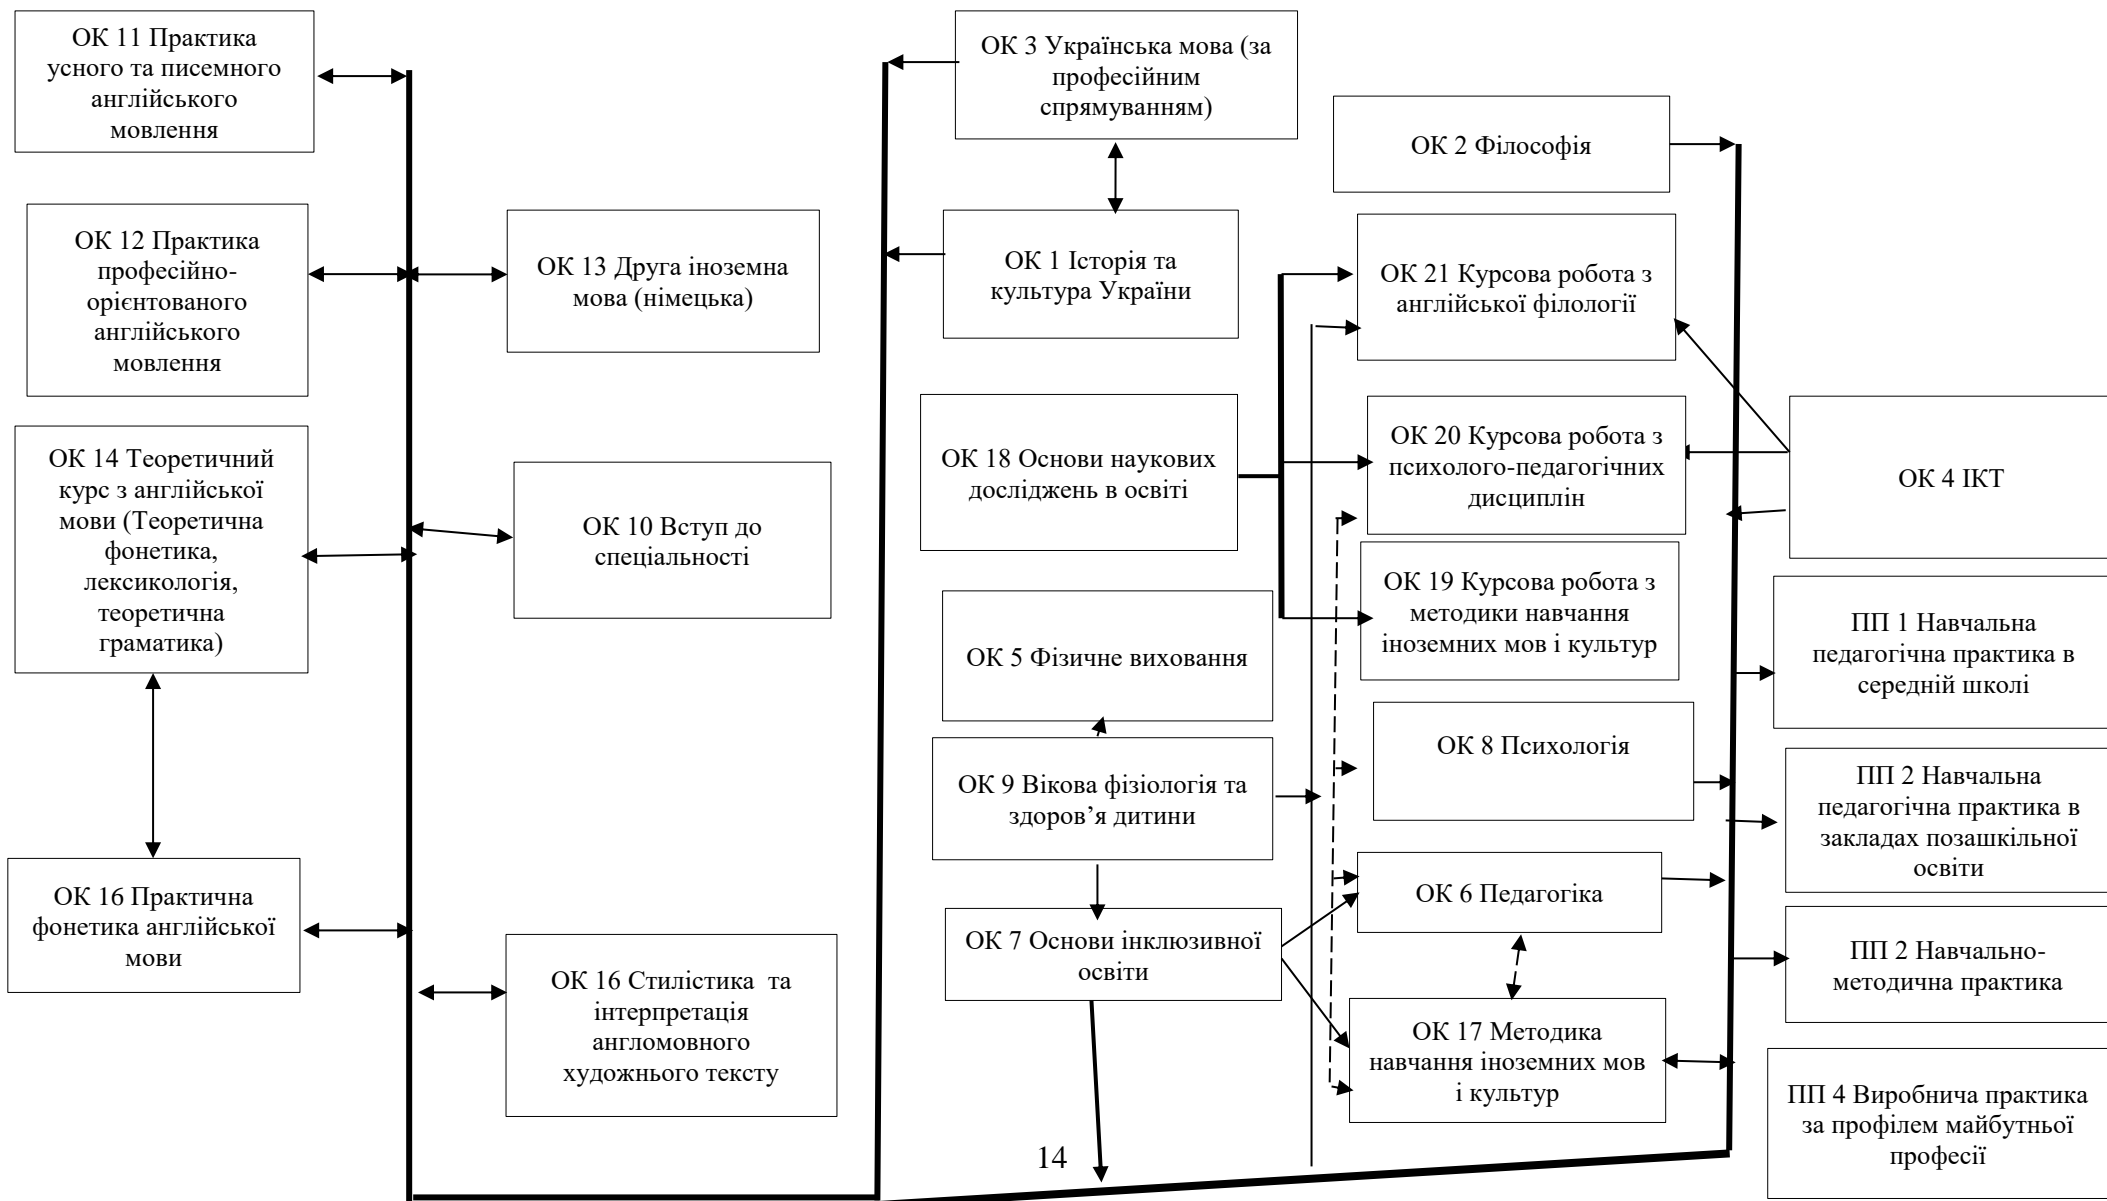 ОК 11 Практика
усного та писемного
англійського
мовлення
ОК 12 Практика
професійно-
орієнтованого
англійського
мовлення
ОК 14 Теоретичний
курс з англійської
мови (Теоретична
фонетика,
лексикологія,
теоретична
граматика)
ОК 16 Практична
фонетика англійської
мови
ОК 13 Друга іноземна
мова (німецька)
ОК 10 Вступ до
спеціальності
ОК 16 Стилістика та
інтерпретація
англомовного
художнього тексту
ОК 3 Українська мова (за
професійним
спрямуванням)
ОК 1 Історія та
культура України
ОК 18 Основи наукових
досліджень в освіті
ОК 5 Фізичне виховання
ОК 9 Вікова фізіологія та
здоров’я дитини
ОК 7 Основи інклюзивної
освіти
ОК 2 Філософія
ОК 21 Курсова робота з
англійської філології
ОК 20 Курсова робота з
психолого-педагогічних
дисциплін
ОК 19 Курсова робота з
методики навчання
іноземних мов і культур
ОК 8 Психологія
ОК 6 Педагогіка
ОК 17 Методика
навчання іноземних мов
і культур
ОК 4 ІКТ
ПП 1 Навчальна
педагогічна практика в
середній школі
ПП 2 Навчальна
педагогічна практика в
закладах позашкільної
освіти
ПП 2 Навчально-
методична практика
ПП 4 Виробнича практика
за профілем майбутньої
професії
14